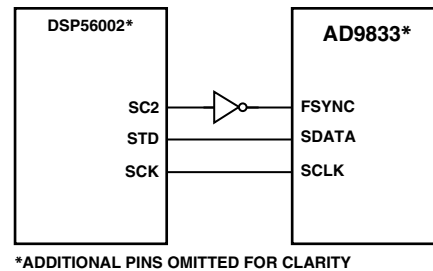 DSP56002*
AD9833*
SC2
FSYNC
STD
SDATA
SCK
SCLK
*ADDITIONAL PINS OMITTED FOR CLARITY